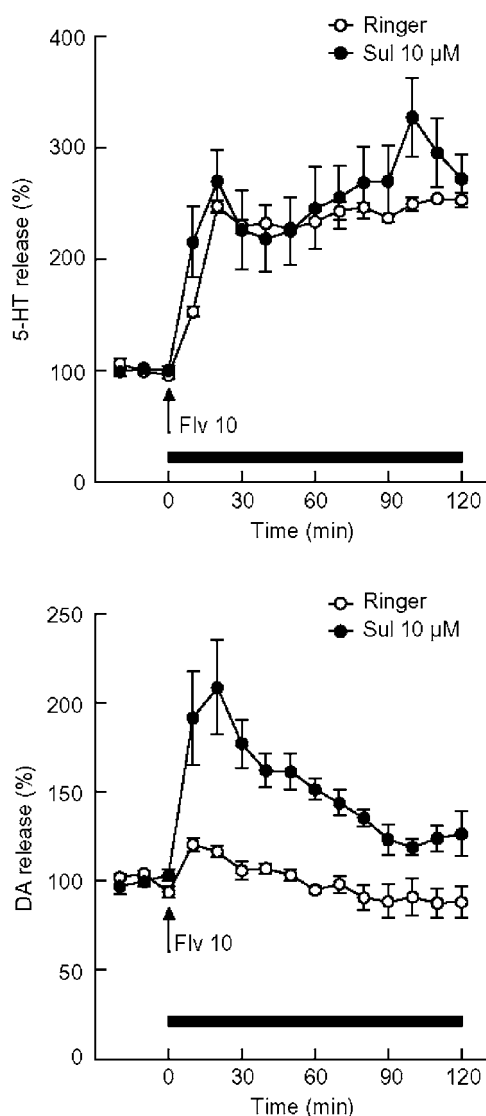 Ringer
Sul 10 µM
400
300
200
100
0
5-HT release (%)
Flv 10
0 30 60 90 120
Time (min)
Ringer
Sul 10 µM
250
200
150
100
50
0
DA release (%)
Flv 10
0 30 60 90 120
Time (min)